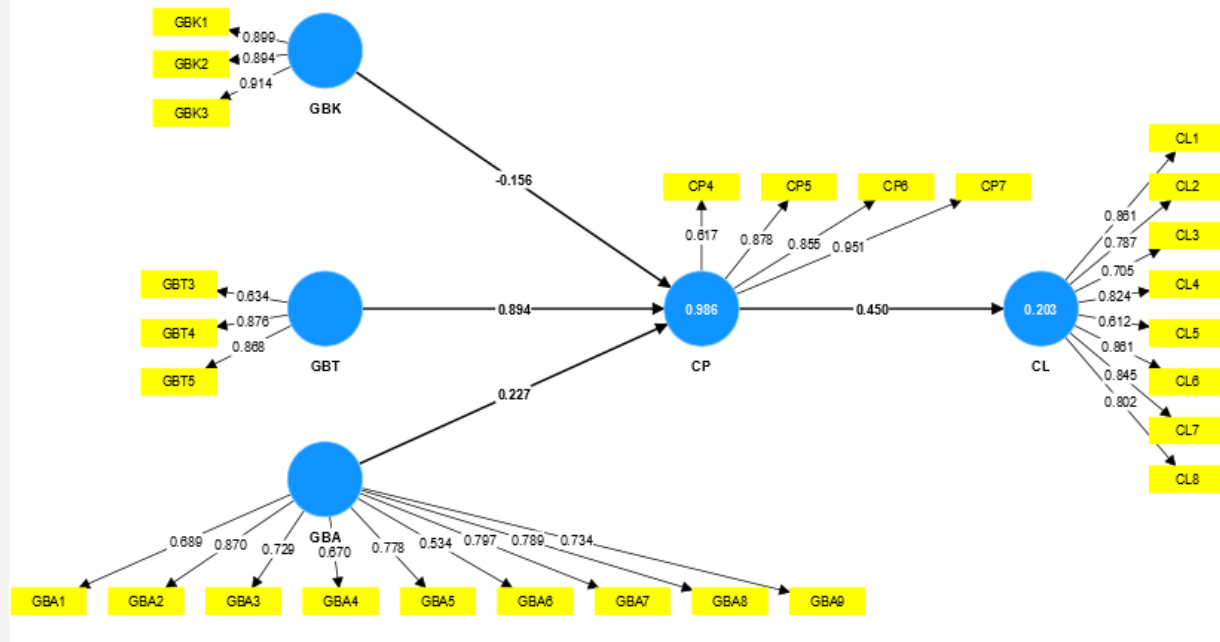 GBK1
0.899
GBK2
0.894
0.914
GBK3
GBK
-0.156
CP4
CP5
CP6
CP7
0.617
0.878
0.855
0.951
CL1
CL2
CL3
CL4
CL5
CL6
CL7
CL8
0.861
0.787
0.705
0.824
0.612
0.861
0.845
0.802
GBT3
0.634
GBT4
0.876
0.868
GBT5
GBT
0.894
0.986
CP
0.450
0.203
CL
0.227
GBA
0.689
0.870
0.729
0.670
0.778
0.534
0.797
0.789
0.734
GBA1
GBA2
GBA3
GBA4
GBA5
GBA6
GBA7
GBA8
GBA9